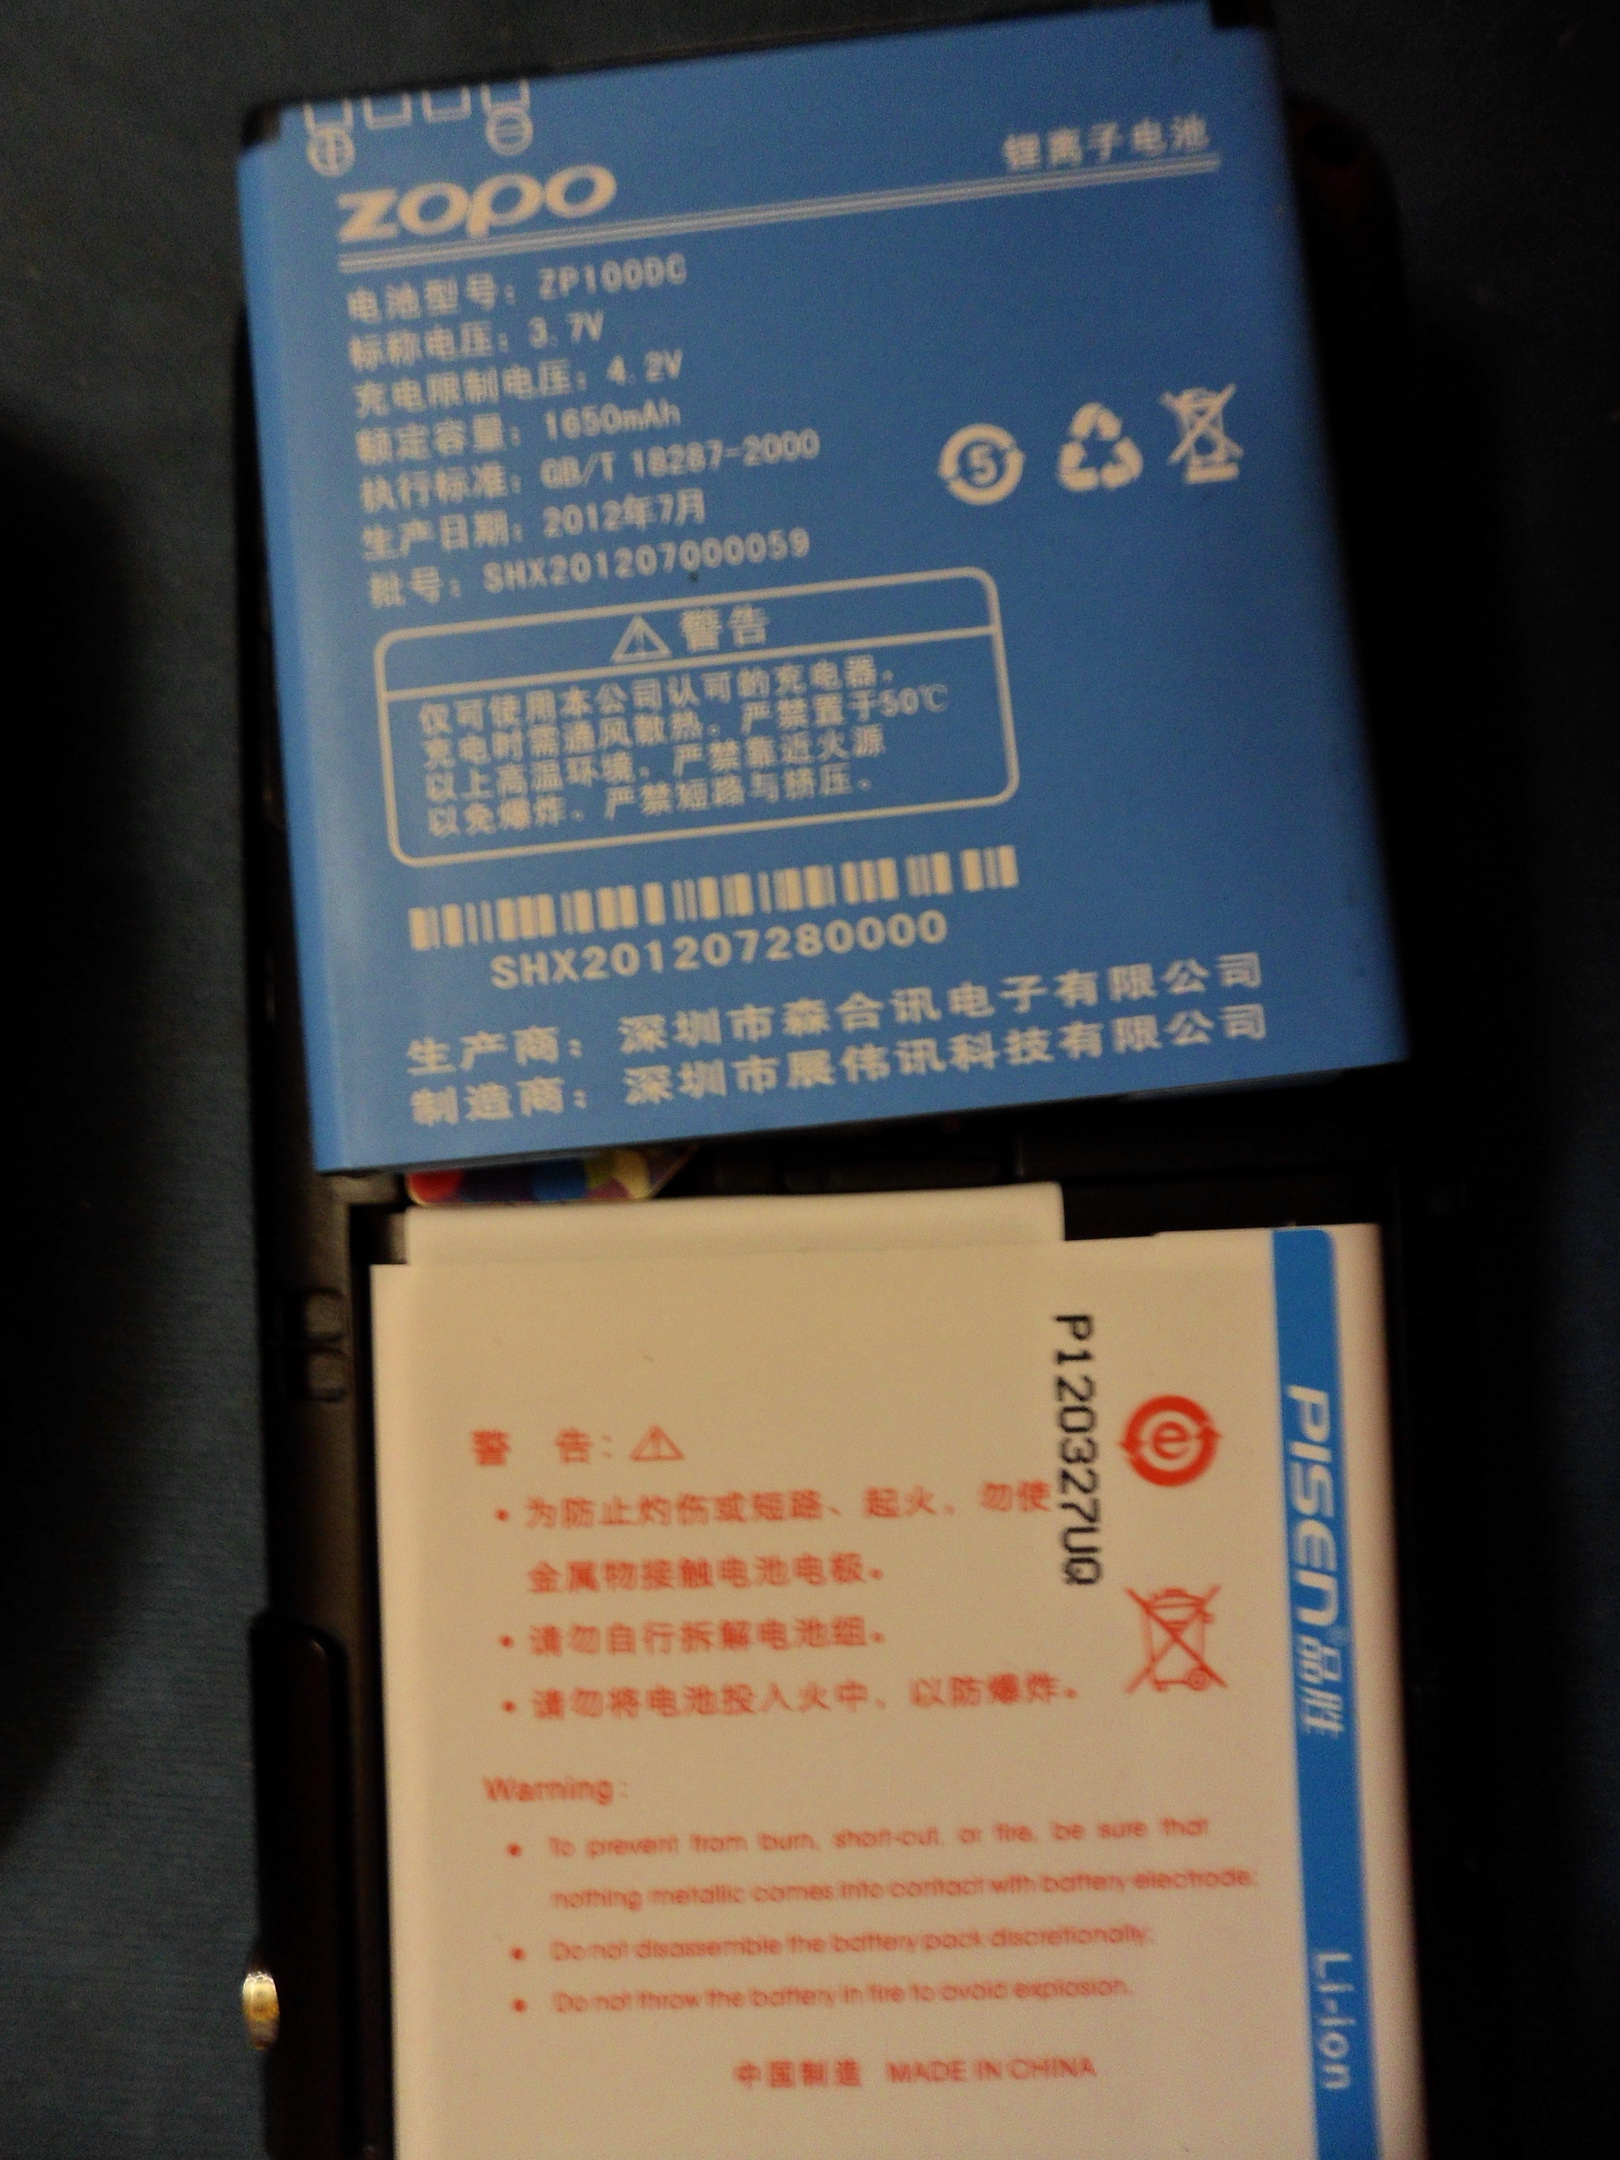 zopo
锂离子电池
电池型号：ZP100DC
标称电压：3.7V
充电限制电压：4.2V
额定容量：1650mAh
执行标准：GB/T 18287-2000
生产日期：2012年7月
批号：SHX201207000059
5
警告
仅可使用本公司认可的充电器，
充电时需通风散热。严禁置于50℃
以上高温环境，严禁靠近火源
以免爆炸。严禁短路与挤压。
SHX201207280000
生产商：深圳市森合讯电子有限公司
制造商：深圳市展伟讯科技有限公司
P120327UQ
e
PISEN®品胜
Li-ion
警 告：
• 为防止灼伤或短路、起火，勿使
金属物接触电池电极。
• 请勿自行拆解电池组。
• 请勿将电池投入火中，以防爆炸。
Warning:
• To prevent from burn, short-cut, or fire, be sure that
nothing metallic comes into contact with battery electrode;
• Do not disassemble the battery pack discretionally;
• Do not throw the battery in fire to avoid explosion.
中国制造 MADE IN CHINA